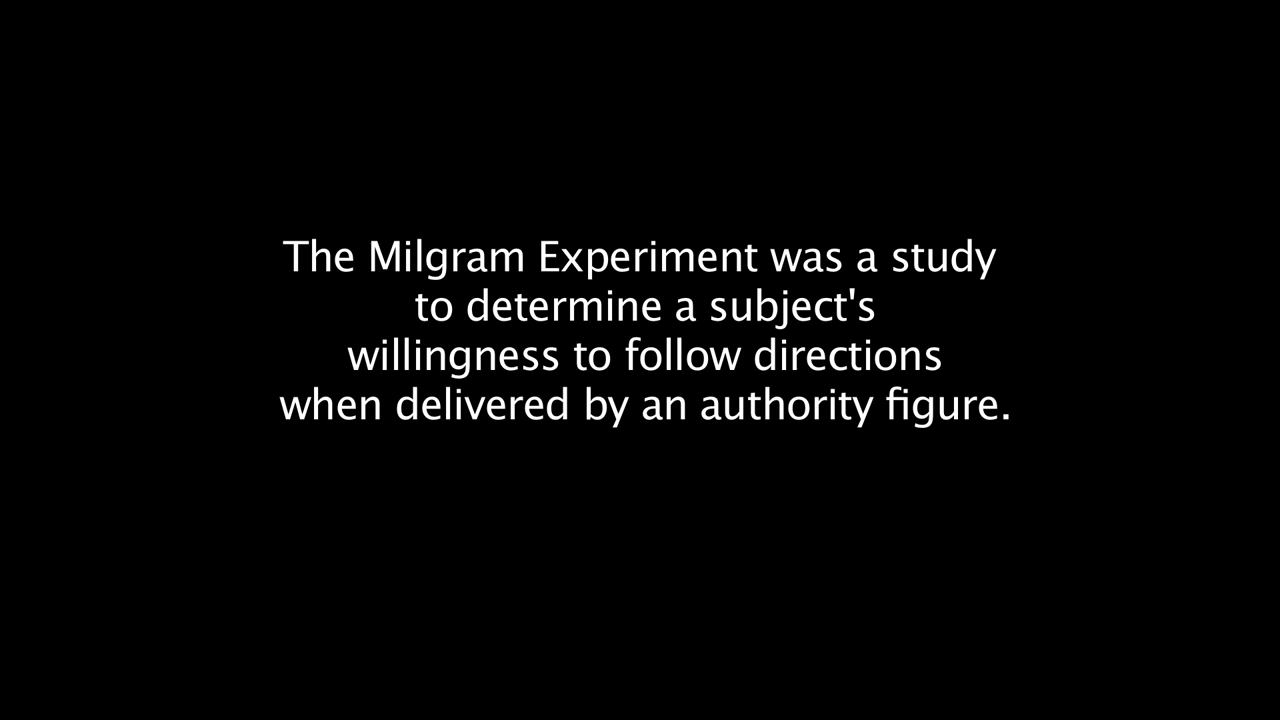 The Milgram Experiment was a study
to determine a subject's
willingness to follow directions
when delivered by an authority figure.